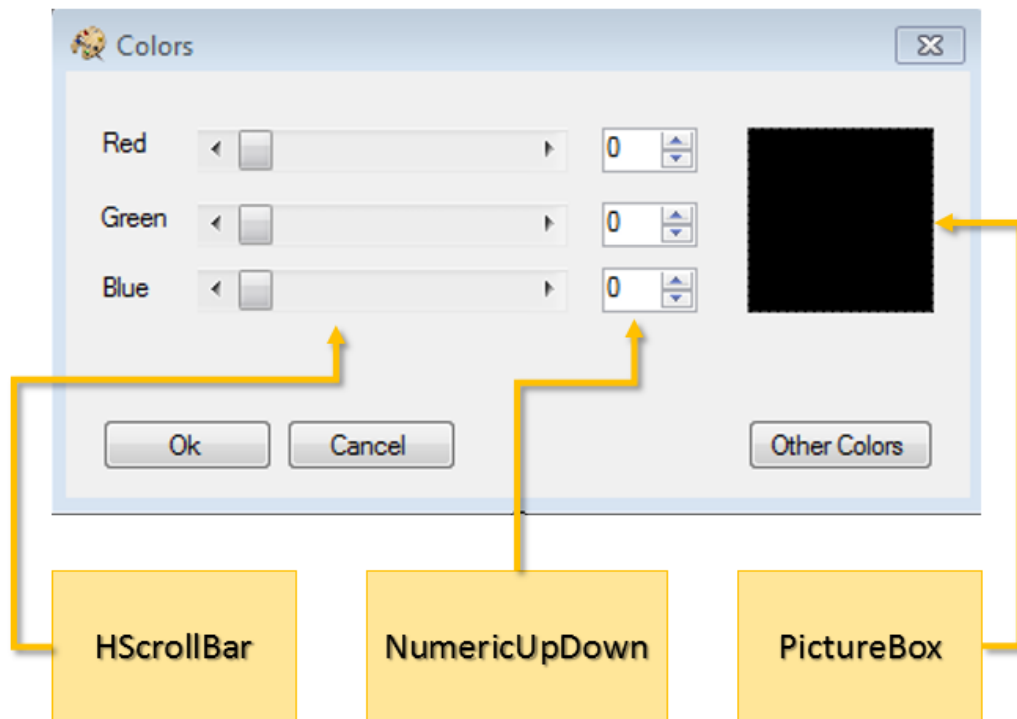 Colors
Red 0
Green 0
Blue 0
Ok Cancel Other Colors
HScrollBar NumericUpDown PictureBox